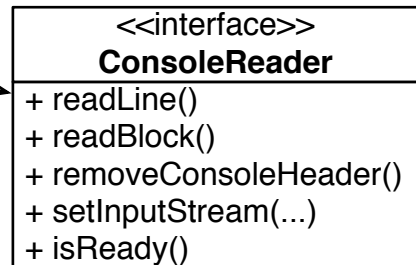 <<interface>>
ConsoleReader
+ readLine()
+ readBlock()
+ removeConsoleHeader()
+ setInputStream(...)
+ isReady()